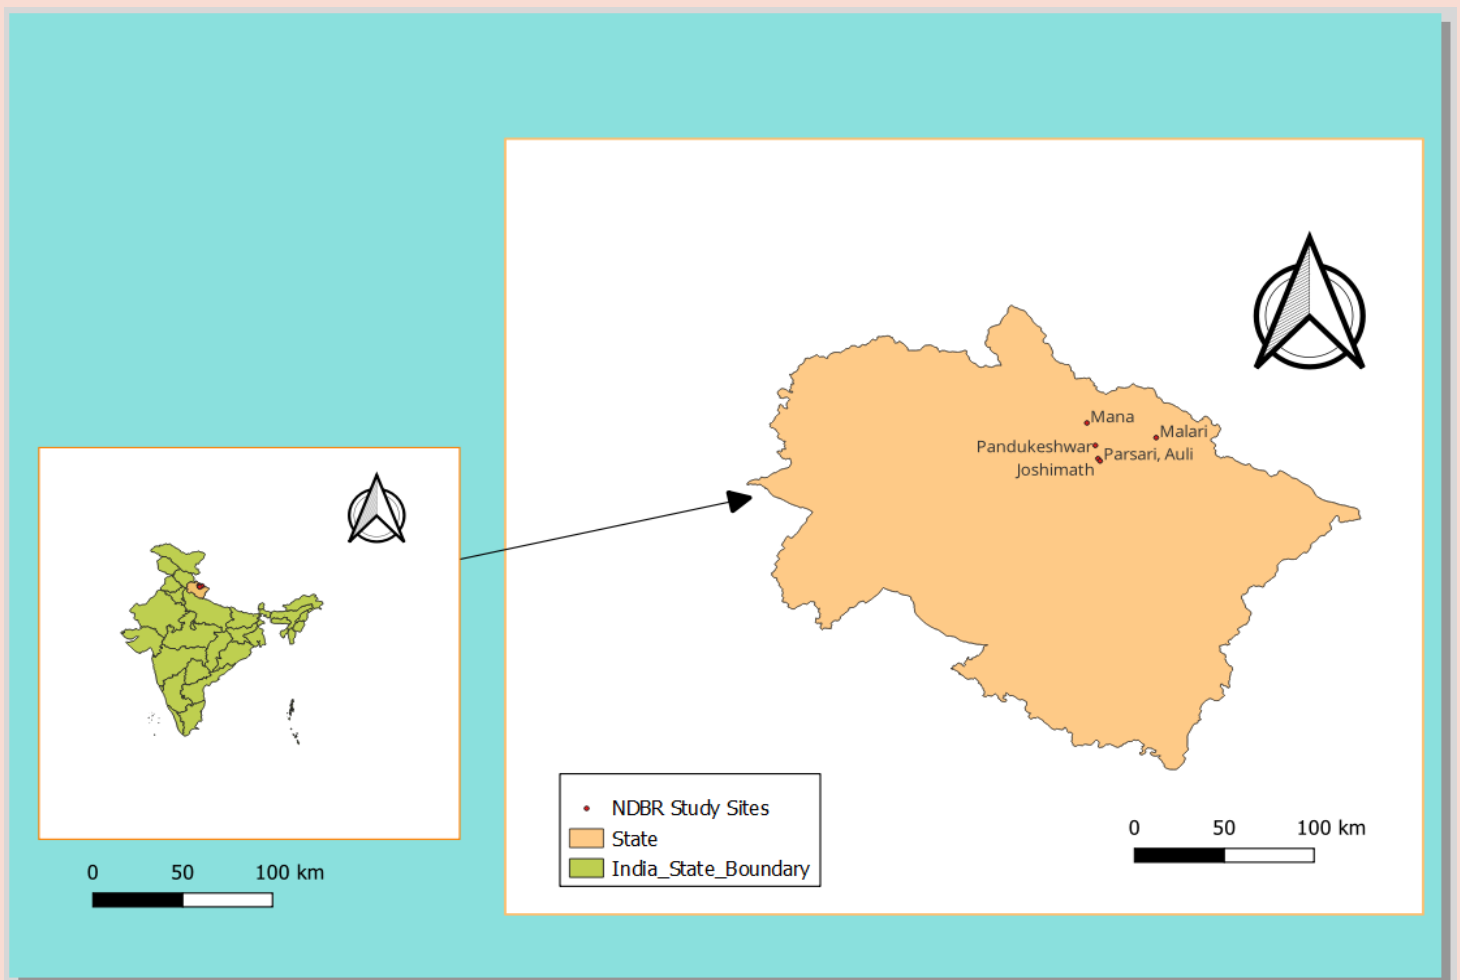 Mana
Malari
Pandukeshwar
Parsari, Auli
Joshimath
NDBR Study Sites
State
India_State_Boundary
0 50 100 km
0 50 100 km